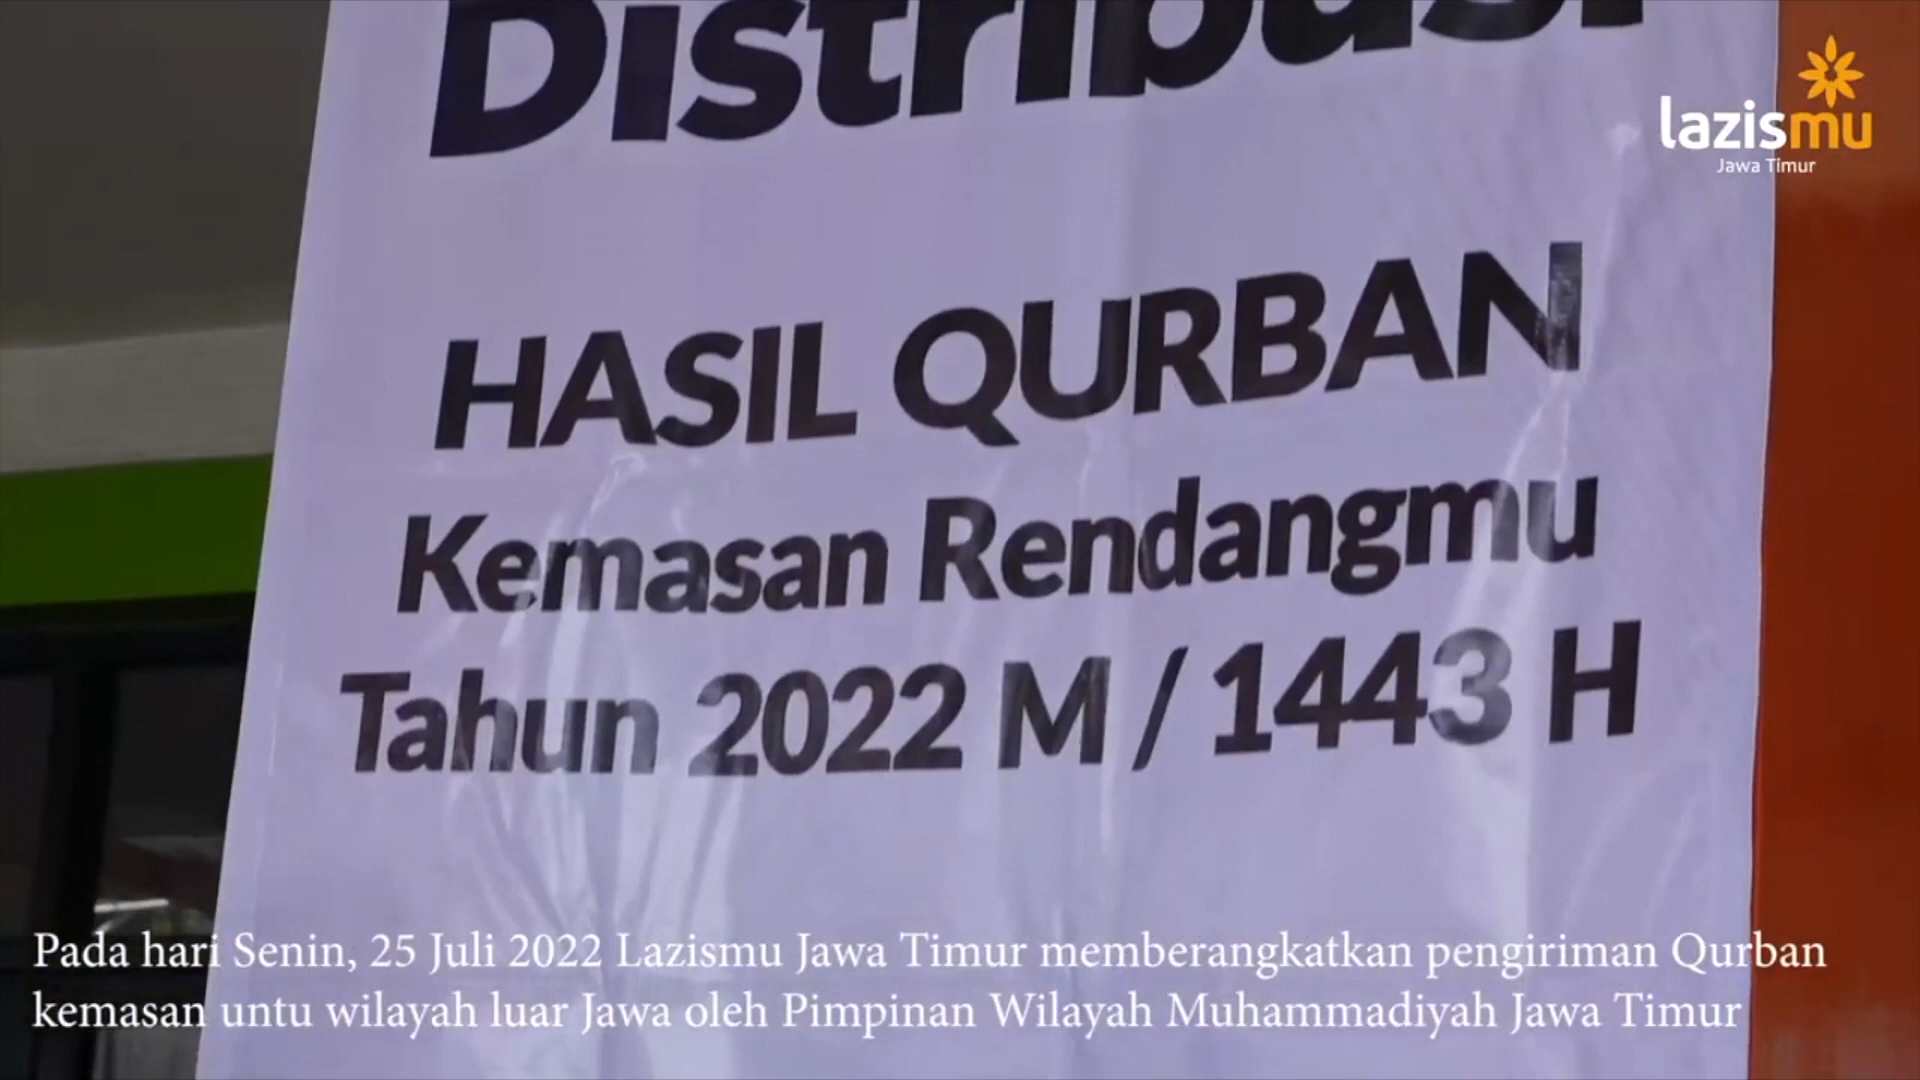 Distribusi
lazismu
Jawa Timur
HASIL QURBAN
Kemasan Rendangmu
Tahun 2022 M / 1443 H
Pada hari Senin, 25 Juli 2022 Lazismu Jawa Timur memberangkatkan pengiriman Qurban
kemasan untu wilayah luar Jawa oleh Pimpinan Wilayah Muhammadiyah Jawa Timur